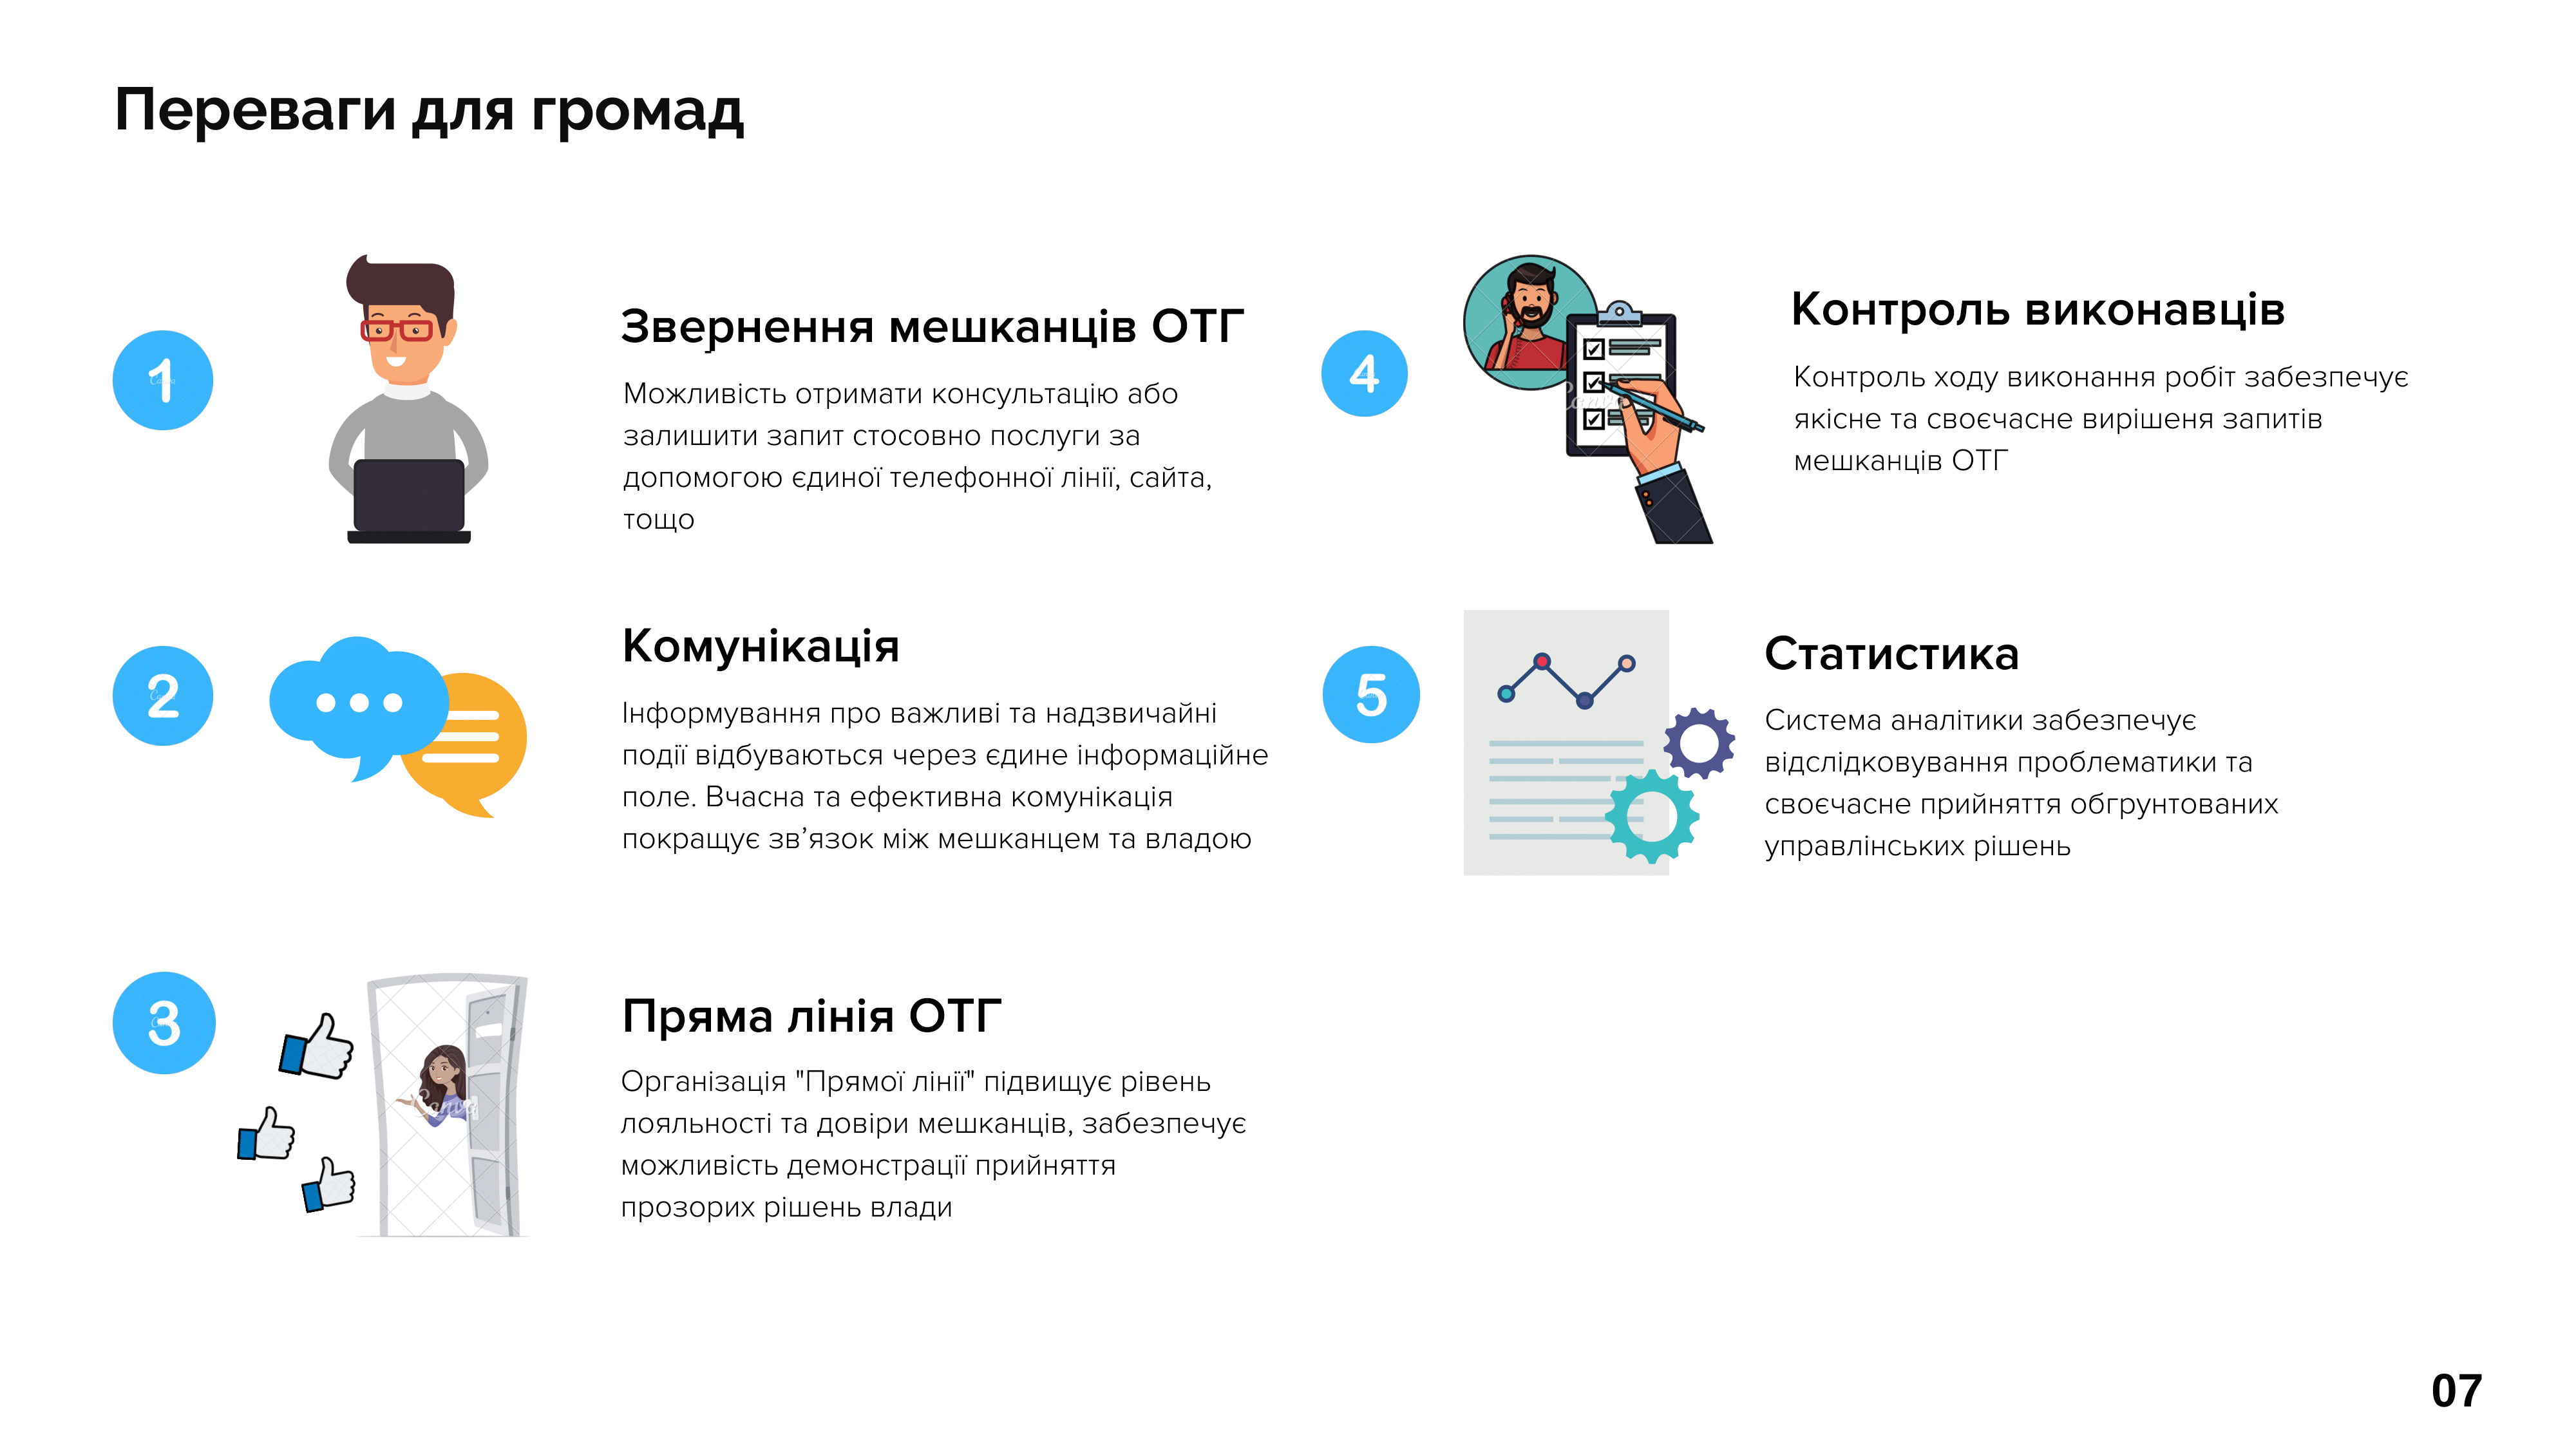 Переваги для громад
1
Звернення мешканців ОТГ
Можливість отримати консультацію або
залишити запит стосовно послуги за
допомогою єдиної телефонної лінії, сайта,
тощо
2
Комунікація
Інформування про важливі та надзвичайні
події відбуваються через єдине інформаційне
поле. Вчасна та ефективна комунікація
покращує зв’язок між мешканцем та владою
3
Пряма лінія ОТГ
Організація "Прямої лінії" підвищує рівень
лояльності та довіри мешканців, забезпечує
можливість демонстрації прийняття
прозорих рішень влади
Canva
4
Контроль виконавців
Контроль ходу виконання робіт забезпечує
якісне та своєчасне вирішеня запитів
мешканців ОТГ
Canva
5
Статистика
Система аналітики забезпечує
відслідковування проблематики та
своєчасне прийняття обгрунтованих
управлінських рішень
07